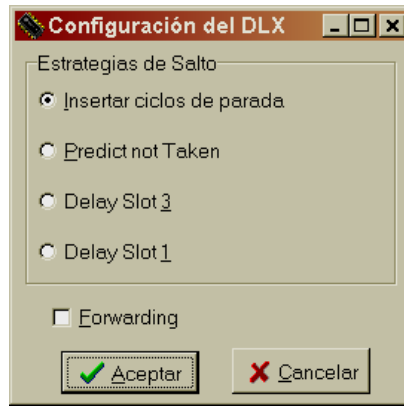 Configuración del DLX
Estrategias de Salto
Insertar ciclos de parada
Predict not Taken
Delay Slot 3
Delay Slot 1
Forwarding
Aceptar Cancelar